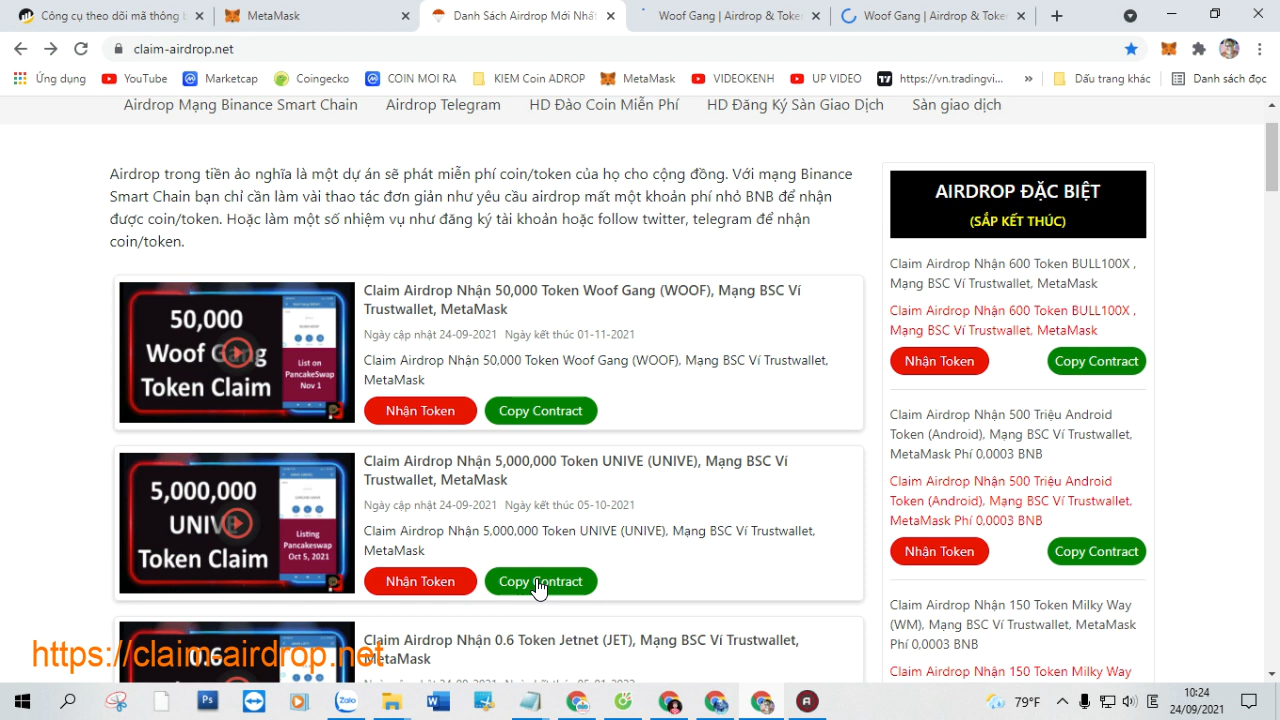 Công cụ theo dõi mã thông b
MetaMask
Danh Sách Airdrop Mới Nhất
Woof Gang | Airdrop & Toke
Woof Gang | Airdrop & Toke
claim-airdrop.net
Ứng dụng
YouTube
Marketcap
Coingecko
COIN MOI RA
KIEM Coin ADROP
MetaMask
VIDEOKENH
UP VIDEO
https://vn.tradingvi...
»
Dấu trang khác
Danh sách đọc
Airdrop Mạng Binance Smart Chain
Airdrop Telegram
HD Đào Coin Miễn Phí
HD Đăng Ký Sàn Giao Dịch
Sàn giao dịch
Airdrop trong tiền ảo nghĩa là một dự án sẽ phát miễn phí coin/token của họ cho cộng đồng. Với mạng Binance
Smart Chain bạn chỉ cần làm vài thao tác đơn giản như yêu cầu airdrop mất một khoản phí nhỏ BNB để nhận
được coin/token. Hoặc làm một số nhiệm vụ như đăng ký tài khoản hoặc follow twitter, telegram để nhận
coin/token.
50,000
Woof Gang
Token Claim
List on
PancakeSwap
Nov 1
Claim Airdrop Nhận 50,000 Token Woof Gang (WOOF), Mạng BSC Ví
Trustwallet, MetaMask
Ngày cập nhật 24-09-2021 Ngày kết thúc 01-11-2021
Claim Airdrop Nhận 50,000 Token Woof Gang (WOOF), Mạng BSC Ví Trustwallet,
MetaMask
Nhận Token
Copy Contract
5,000,000
UNIVE
Token Claim
Listing
Pancakeswap
Oct 5, 2021
Claim Airdrop Nhận 5,000,000 Token UNIVE (UNIVE), Mạng BSC Ví
Trustwallet, MetaMask
Ngày cập nhật 24-09-2021 Ngày kết thúc 05-10-2021
Claim Airdrop Nhận 5,000,000 Token UNIVE (UNIVE), Mạng BSC Ví Trustwallet,
MetaMask
Nhận Token
Copy Contract
0.6
Claim Airdrop Nhận 0.6 Token Jetnet (JET), Mạng BSC Ví Trustwallet,
MetaMask
https://claim-airdrop.net
AIRDROP ĐẶC BIỆT
(SẮP KẾT THÚC)
Claim Airdrop Nhận 600 Token BULL100X ,
Mạng BSC Ví Trustwallet, MetaMask
Claim Airdrop Nhận 600 Token BULL100X ,
Mạng BSC Ví Trustwallet, MetaMask
Nhận Token
Copy Contract
Claim Airdrop Nhận 500 Triệu Android
Token (Android), Mạng BSC Ví Trustwallet,
MetaMask Phí 0,0003 BNB
Claim Airdrop Nhận 500 Triệu Android
Token (Android), Mạng BSC Ví Trustwallet,
MetaMask Phí 0,0003 BNB
Nhận Token
Copy Contract
Claim Airdrop Nhận 150 Token Milky Way
(WM), Mạng BSC Ví Trustwallet, MetaMask
Phí 0,0003 BNB
Claim Airdrop Nhận 150 Token Milky Way
79°F
10:24
24/09/2021